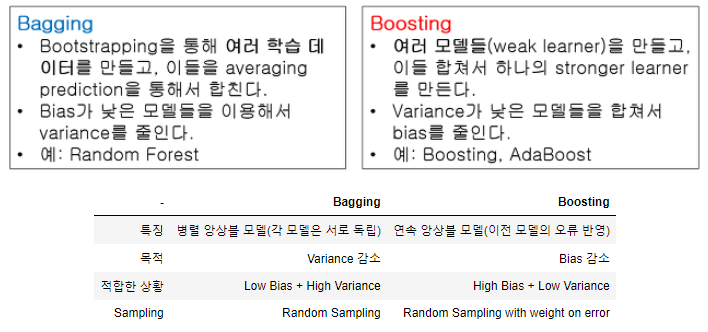 Bagging
• Bootstrapping을 통해 여러 학습 데
이터를 만들고, 이들을 averaging
prediction을 통해서 합친다.
• Bias가 낮은 모델들을 이용해서
variance를 줄인다.
• 예: Random Forest
Boosting
• 여러 모델들(weak learner)을 만들고,
이들 합쳐서 하나의 stronger learner
를 만든다.
• Variance가 낮은 모델들을 합쳐서
bias를 줄인다.
• 예: Boosting, AdaBoost
- Bagging Boosting
특징 병렬 앙상블 모델(각 모델은 서로 독립) 연속 앙상블 모델(이전 모델의 오류 반영)
목적 Variance 감소 Bias 감소
적합한 상황 Low Bias + High Variance High Bias + Low Variance
Sampling Random Sampling Random Sampling with weight on error